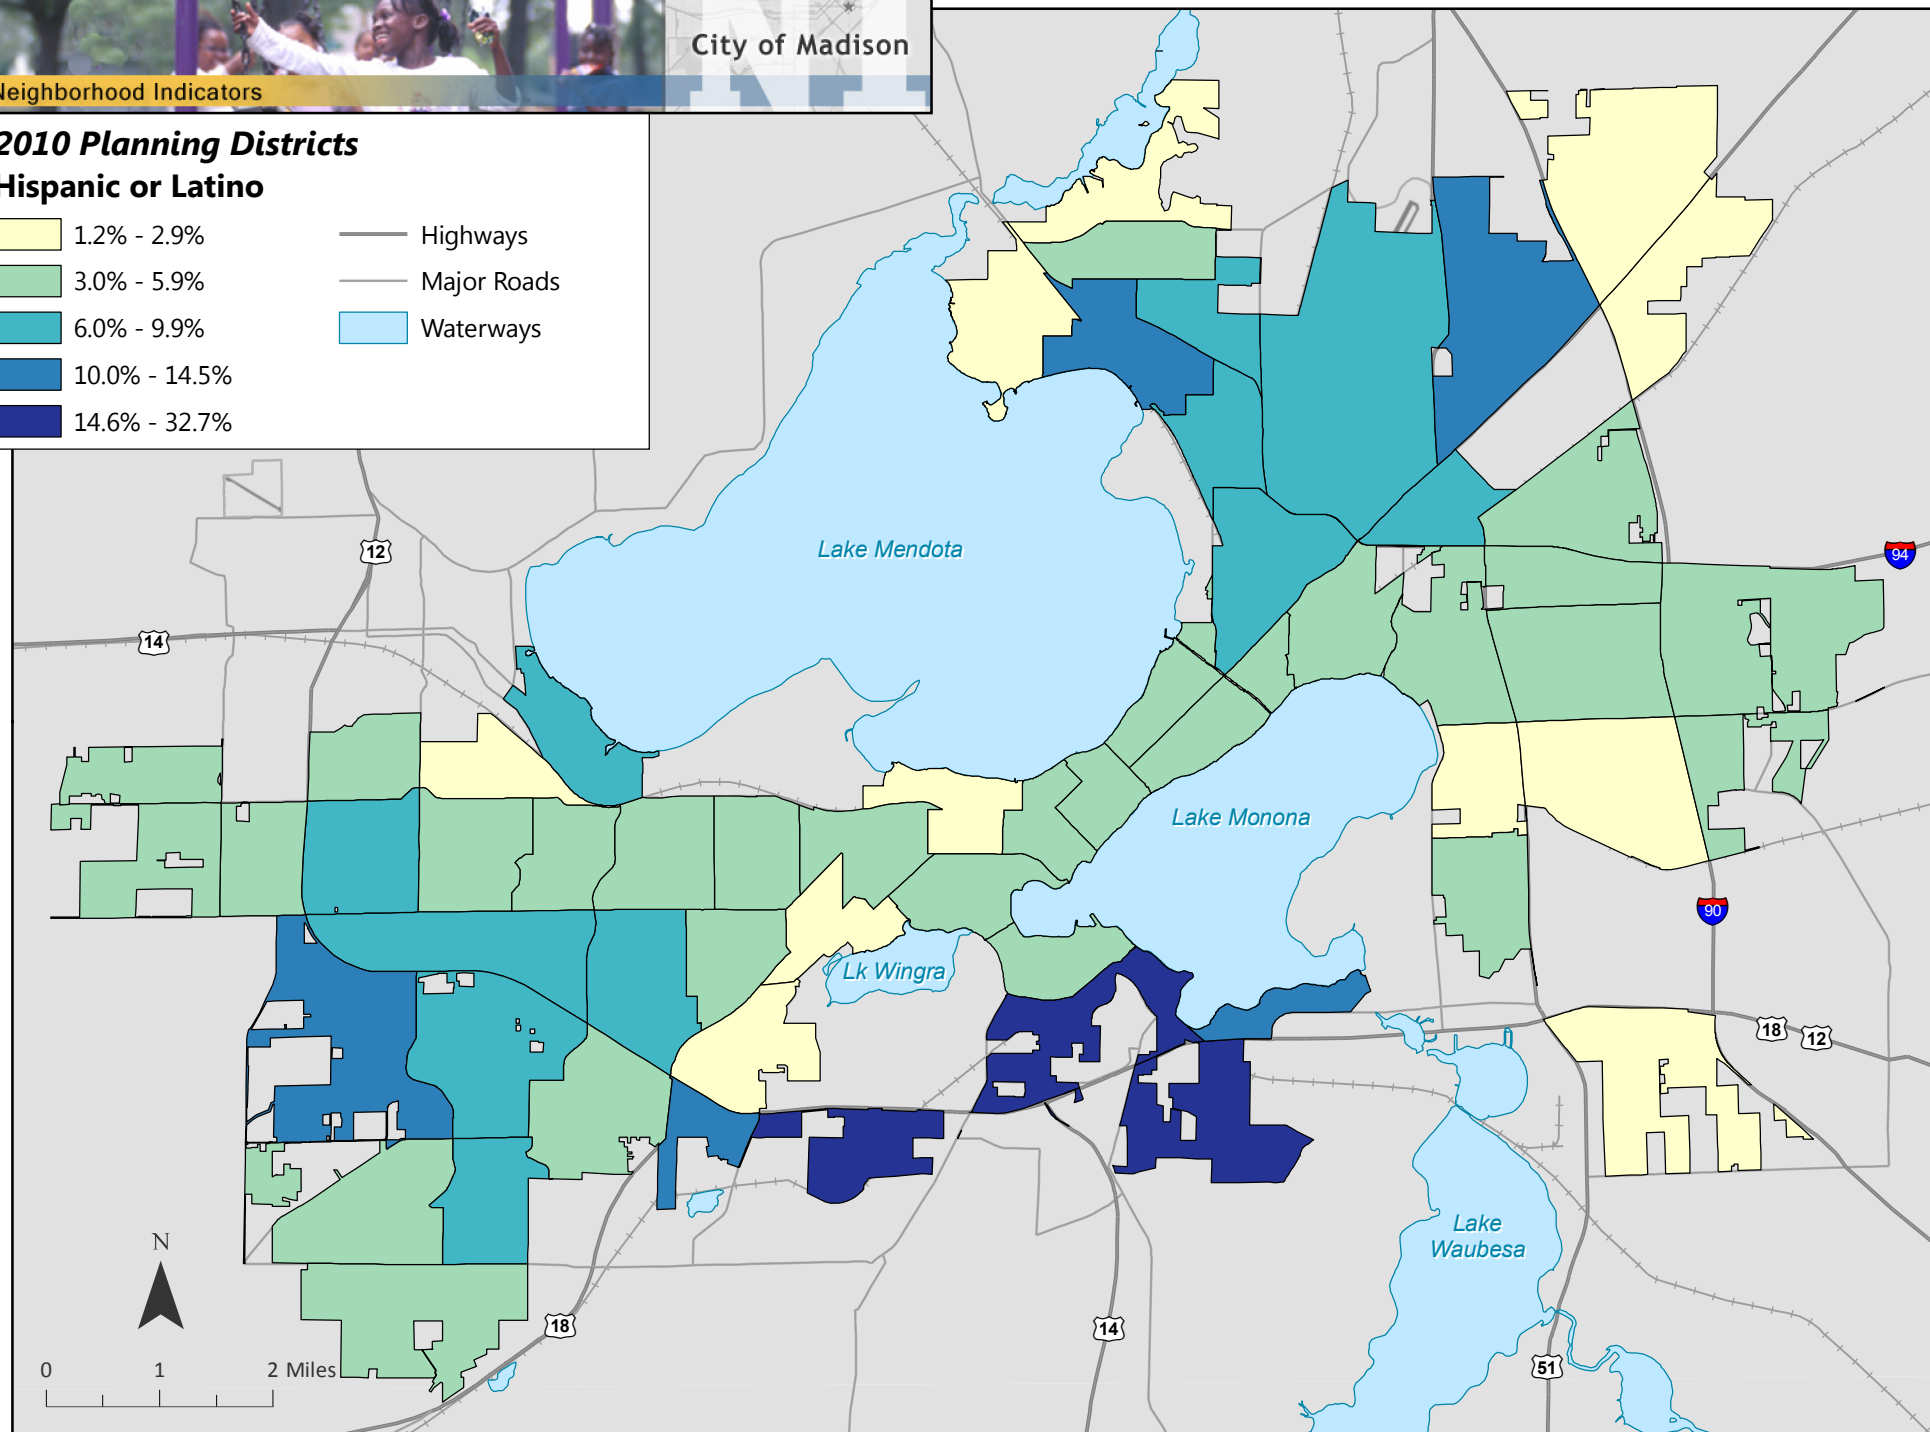 City of Madison
Neighborhood Indicators
NI
2010 Planning Districts
Hispanic or Latino
1.2% - 2.9%
3.0% - 5.9%
6.0% - 9.9%
10.0% - 14.5%
14.6% - 32.7%
Highways
Major Roads
Waterways
12
14
Lake Mendota
94
Lake Monona
90
Lk Wingra
18
12
Lake
Waubesa
N
18
14
51
0 1 2 Miles